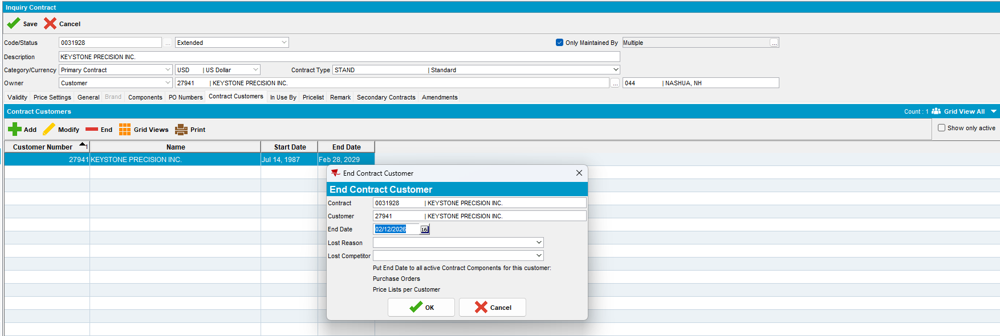 Inquiry Contract
Save Cancel
Code/Status 0031928 ... Extended Only Maintained By Multiple ...
Description KEYSTONE PRECISION INC.
Category/Currency Primary Contract USD | US Dollar Contract Type STAND | Standard
Owner Customer 27941 | KEYSTONE PRECISION INC. ... 044 | NASHUA, NH
Validity Price Settings General Brand Components PO Numbers Contract Customers In Use By Pricelist Remark Secondary Contracts Amendments
Contract Customers Count : 1 Grid View All
Add Modify End Grid Views Print Show only active
Customer Number 1 Name Start Date End Date
27941 KEYSTONE PRECISION INC. Jul 14, 1987 Feb 28, 2029
End Contract Customer
End Contract Customer
Contract 0031928 | KEYSTONE PRECISION INC.
Customer 27941 | KEYSTONE PRECISION INC.
End Date 02/12/2026 16
Lost Reason
Lost Competitor
Put End Date to all active Contract Components for this customer:
Purchase Orders
Price Lists per Customer
OK Cancel